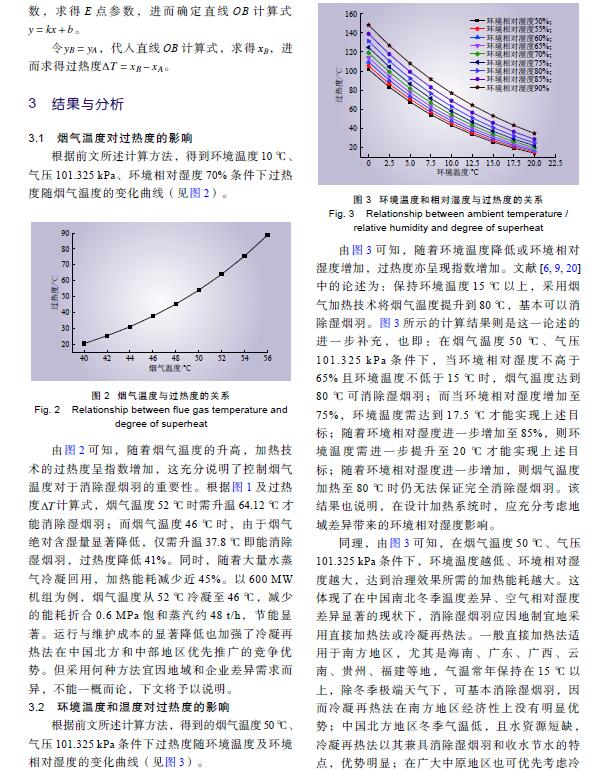 数，求得 E 点参数，进而确定直线 OB 计算式
y = kx + b。
令 yB = yA，代入直线 OB 计算式，求得 xB，进
而求得过热度ΔT = xB − xA。
3 结果与分析
3.1 烟气温度对过热度的影响
根据前文所述计算方法，得到环境温度 10 ℃、
气压 101.325 kPa、环境相对湿度 70% 条件下过热
度随烟气温度的变化曲线（见图 2）。
90
80
70
60
50
40
30
20
过热度/℃
40 42 44 46 48 50 52 54 56
烟气温度/℃
图 2 烟气温度与过热度的关系
Fig. 2 Relationship between flue gas temperature and
degree of superheat
由图 2 可知，随着烟气温度的升高，加热技
术的过热度呈指数增加，这充分说明了控制烟气
温度对于消除湿烟羽的重要性。根据图 1 及过热
度ΔT计算式，烟气温度 52 ℃ 时需升温 64.12 ℃ 才
能消除湿烟羽；而烟气温度 46 ℃ 时，由于烟气
绝对含湿量显著降低，仅需升温 37.8 ℃ 即能消除
湿烟羽，过热度降低 41%。同时，随着大量水蒸
气冷凝回用，加热能耗减少近 45%。以 600 MW
机组为例，烟气温度从 52 ℃ 冷凝至 46 ℃，减少
的能耗折合 0.6 MPa 饱和蒸汽约 48 t/h，节能显
著。运行与维护成本的显著降低也加强了冷凝再
热法在中国北方和中部地区优先推广的竞争优
势。但采用何种方法宜因地域和企业差异需求而
异，不能一概而论，下文将予以说明。
3.2 环境温度和湿度对过热度的影响
根据前文所述计算方法，得到的烟气温度 50 ℃、
气压 101.325 kPa 条件下过热度随环境温度及环境
相对湿度的变化曲线（见图 3）。
160
140
120
100
80
60
40
20
过热度/℃
环境相对湿度50%;
环境相对湿度55%;
环境相对湿度60%;
环境相对湿度65%;
环境相对湿度70%;
环境相对湿度75%;
环境相对湿度80%;
环境相对湿度85%;
环境相对湿度90%
0 2.5 5.0 7.5 10.0 12.5 15.0 17.5 20.0 22.5
环境温度/℃
图 3 环境温度和相对湿度与过热度的关系
Fig. 3 Relationship between ambient temperature /
relative humidity and degree of superheat
由图 3 可知，随着环境温度降低或环境相对
湿度增加，过热度亦呈现指数增加。文献 [6, 9, 20]
中的论述为：保持环境温度 15 ℃ 以上，采用烟
气加热技术将烟气温度提升到 80 ℃，基本可以消
除湿烟羽。图 3 所示的计算结果则是这一论述的
进一步补充，也即：在烟气温度 50 ℃、气压
101.325 kPa 条件下，当环境相对湿度不高于
65% 且环境温度不低于 15 ℃ 时，烟气温度达到
80 ℃ 可消除湿烟羽；而当环境相对湿度增加至
75%，环境温度需达到 17.5 ℃ 才能实现上述目
标；随着环境相对湿度进一步增加至 85%，则环
境温度需进一步提升至 20 ℃ 才能实现上述目
标；随着环境相对湿度进一步增加，则烟气温度
加热至 80 ℃ 时仍无法保证完全消除湿烟羽。该
结果也说明，在设计加热系统时，应充分考虑地
域差异带来的环境相对湿度影响。
同理，由图 3 可知，在烟气温度 50 ℃、气压
101.325 kPa 条件下，环境温度越低、环境相对湿
度越大，达到治理效果所需的加热能耗越大。这
体现了在中国南北冬季温度差异、空气相对湿度
差异显著的现状下，消除湿烟羽应因地制宜地采
用直接加热法或冷凝再热法。一般直接加热法适
用于南方地区，尤其是海南、广东、广西、云
南、贵州、福建等地，气温常年保持在 15 ℃ 以
上，除冬季极端天气下，可基本消除湿烟羽，因
而冷凝再热法在南方地区经济性上没有明显优
势；中国北方地区冬季气温低，且水资源短缺，
冷凝再热法以其兼具消除湿烟羽和收水节水的特
点，优势明显；在广大中原地区也可优先考虑冷